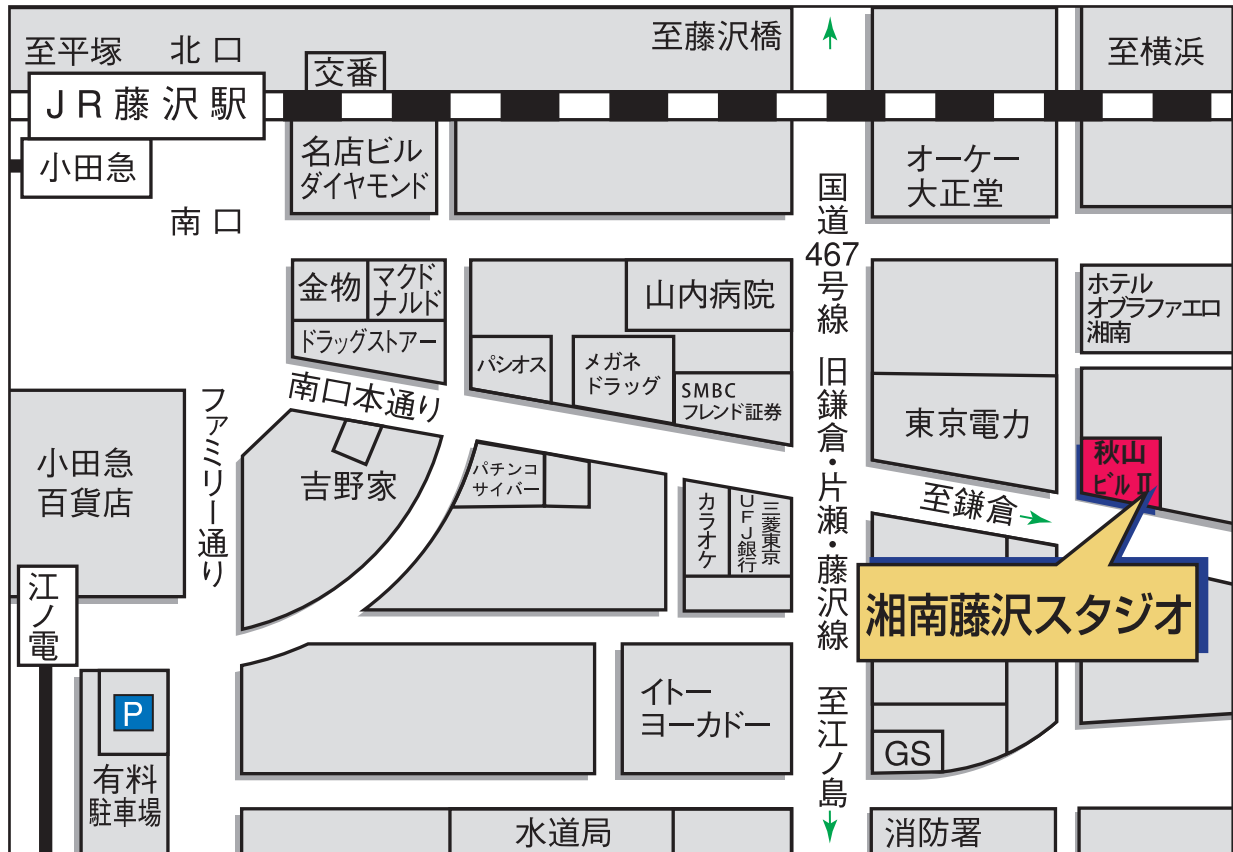 至藤沢橋
至平塚
北口
至横浜
交番
JR藤沢駅
小田急
名店ビル
ダイヤモンド
オーケー
大正堂
南口
国道467号線 旧鎌倉・片瀬・藤沢線 至江ノ島
金物
マクド
ナルド
ドラッグストアー
山内病院
ホテル
オブラファエロ
湘南
パシオス
メガネ
ドラッグ
SMBC
フレンド証券
南口本通り
ファミリー通り
東京電力
小田急
百貨店
吉野家
パチンコ
サイバー
カラオケ
三菱東京
UFJ銀行
至鎌倉
秋山
ビルⅡ
湘南藤沢スタジオ
江ノ電
P
有料
駐車場
イトー
ヨーカドー
GS
水道局
消防署